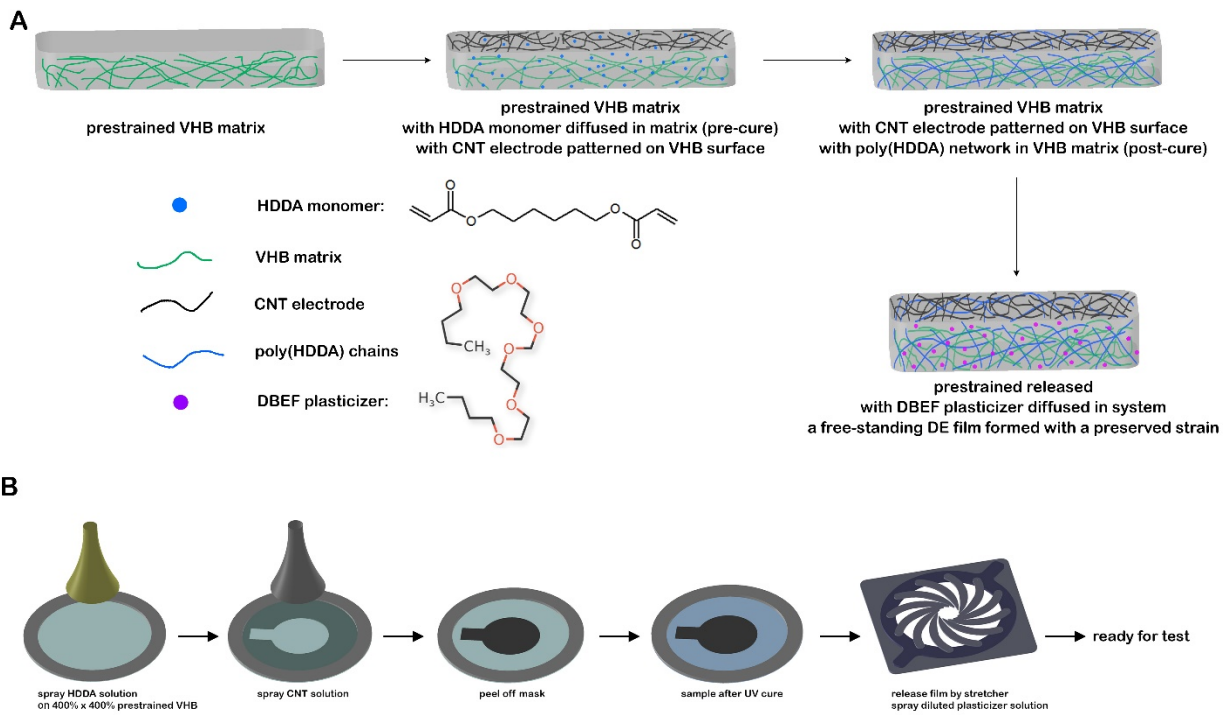 A
prestrained VHB matrix
prestrained VHB matrix
with HDDA monomer diffused in matrix (pre-cure)
with CNT electrode patterned on VHB surface
prestrained VHB matrix
with CNT electrode patterned on VHB surface
with poly(HDDA) network in VHB matrix (post-cure)
HDDA monomer:
O
O
O
O
VHB matrix
CNT electrode
poly(HDDA) chains
DBEF plasticizer:
O
O
O
O
O
O
CH₃
H₃C
O
prestrained released
with DBEF plasticizer diffused in system
a free-standing DE film formed with a preserved strain
B
spray HDDA solution
on 400% x 400% prestrained VHB
spray CNT solution
peel off mask
sample after UV cure
release film by stretcher
spray diluted plasticizer solution
ready for test